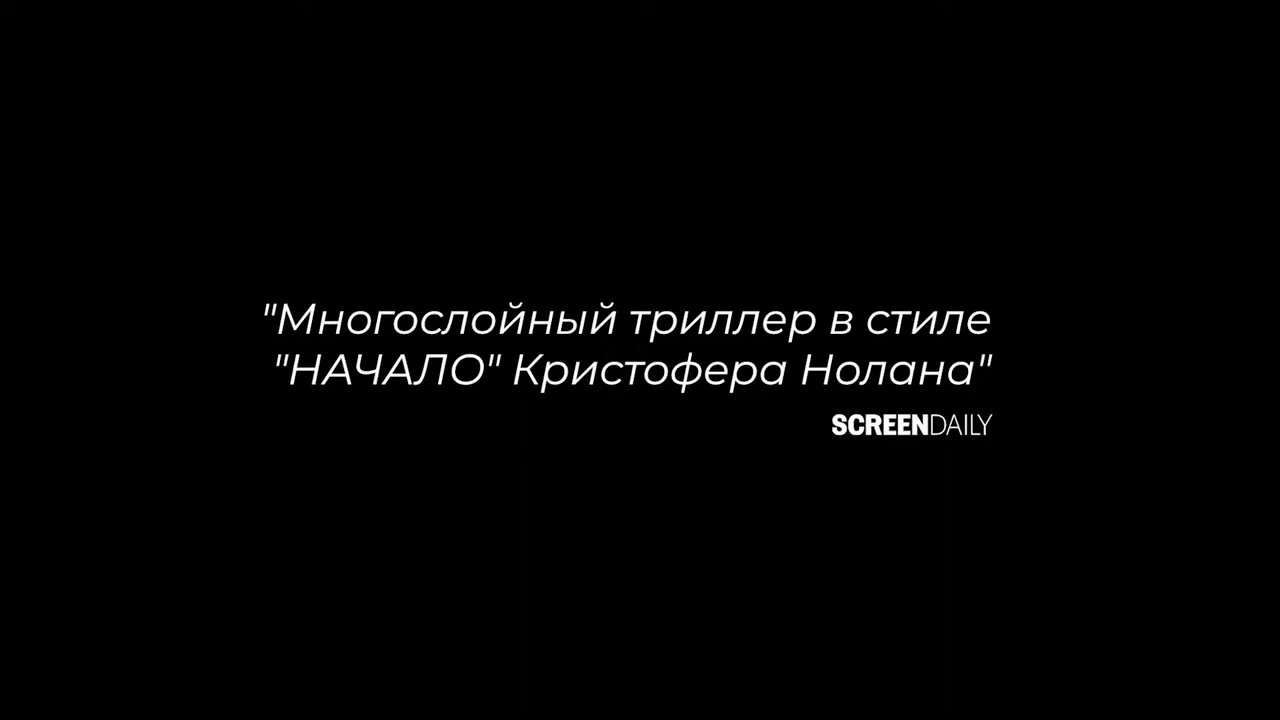 "Многослойный триллер в стиле
"НАЧАЛО" Кристофера Нолана"
SCREENDAILY